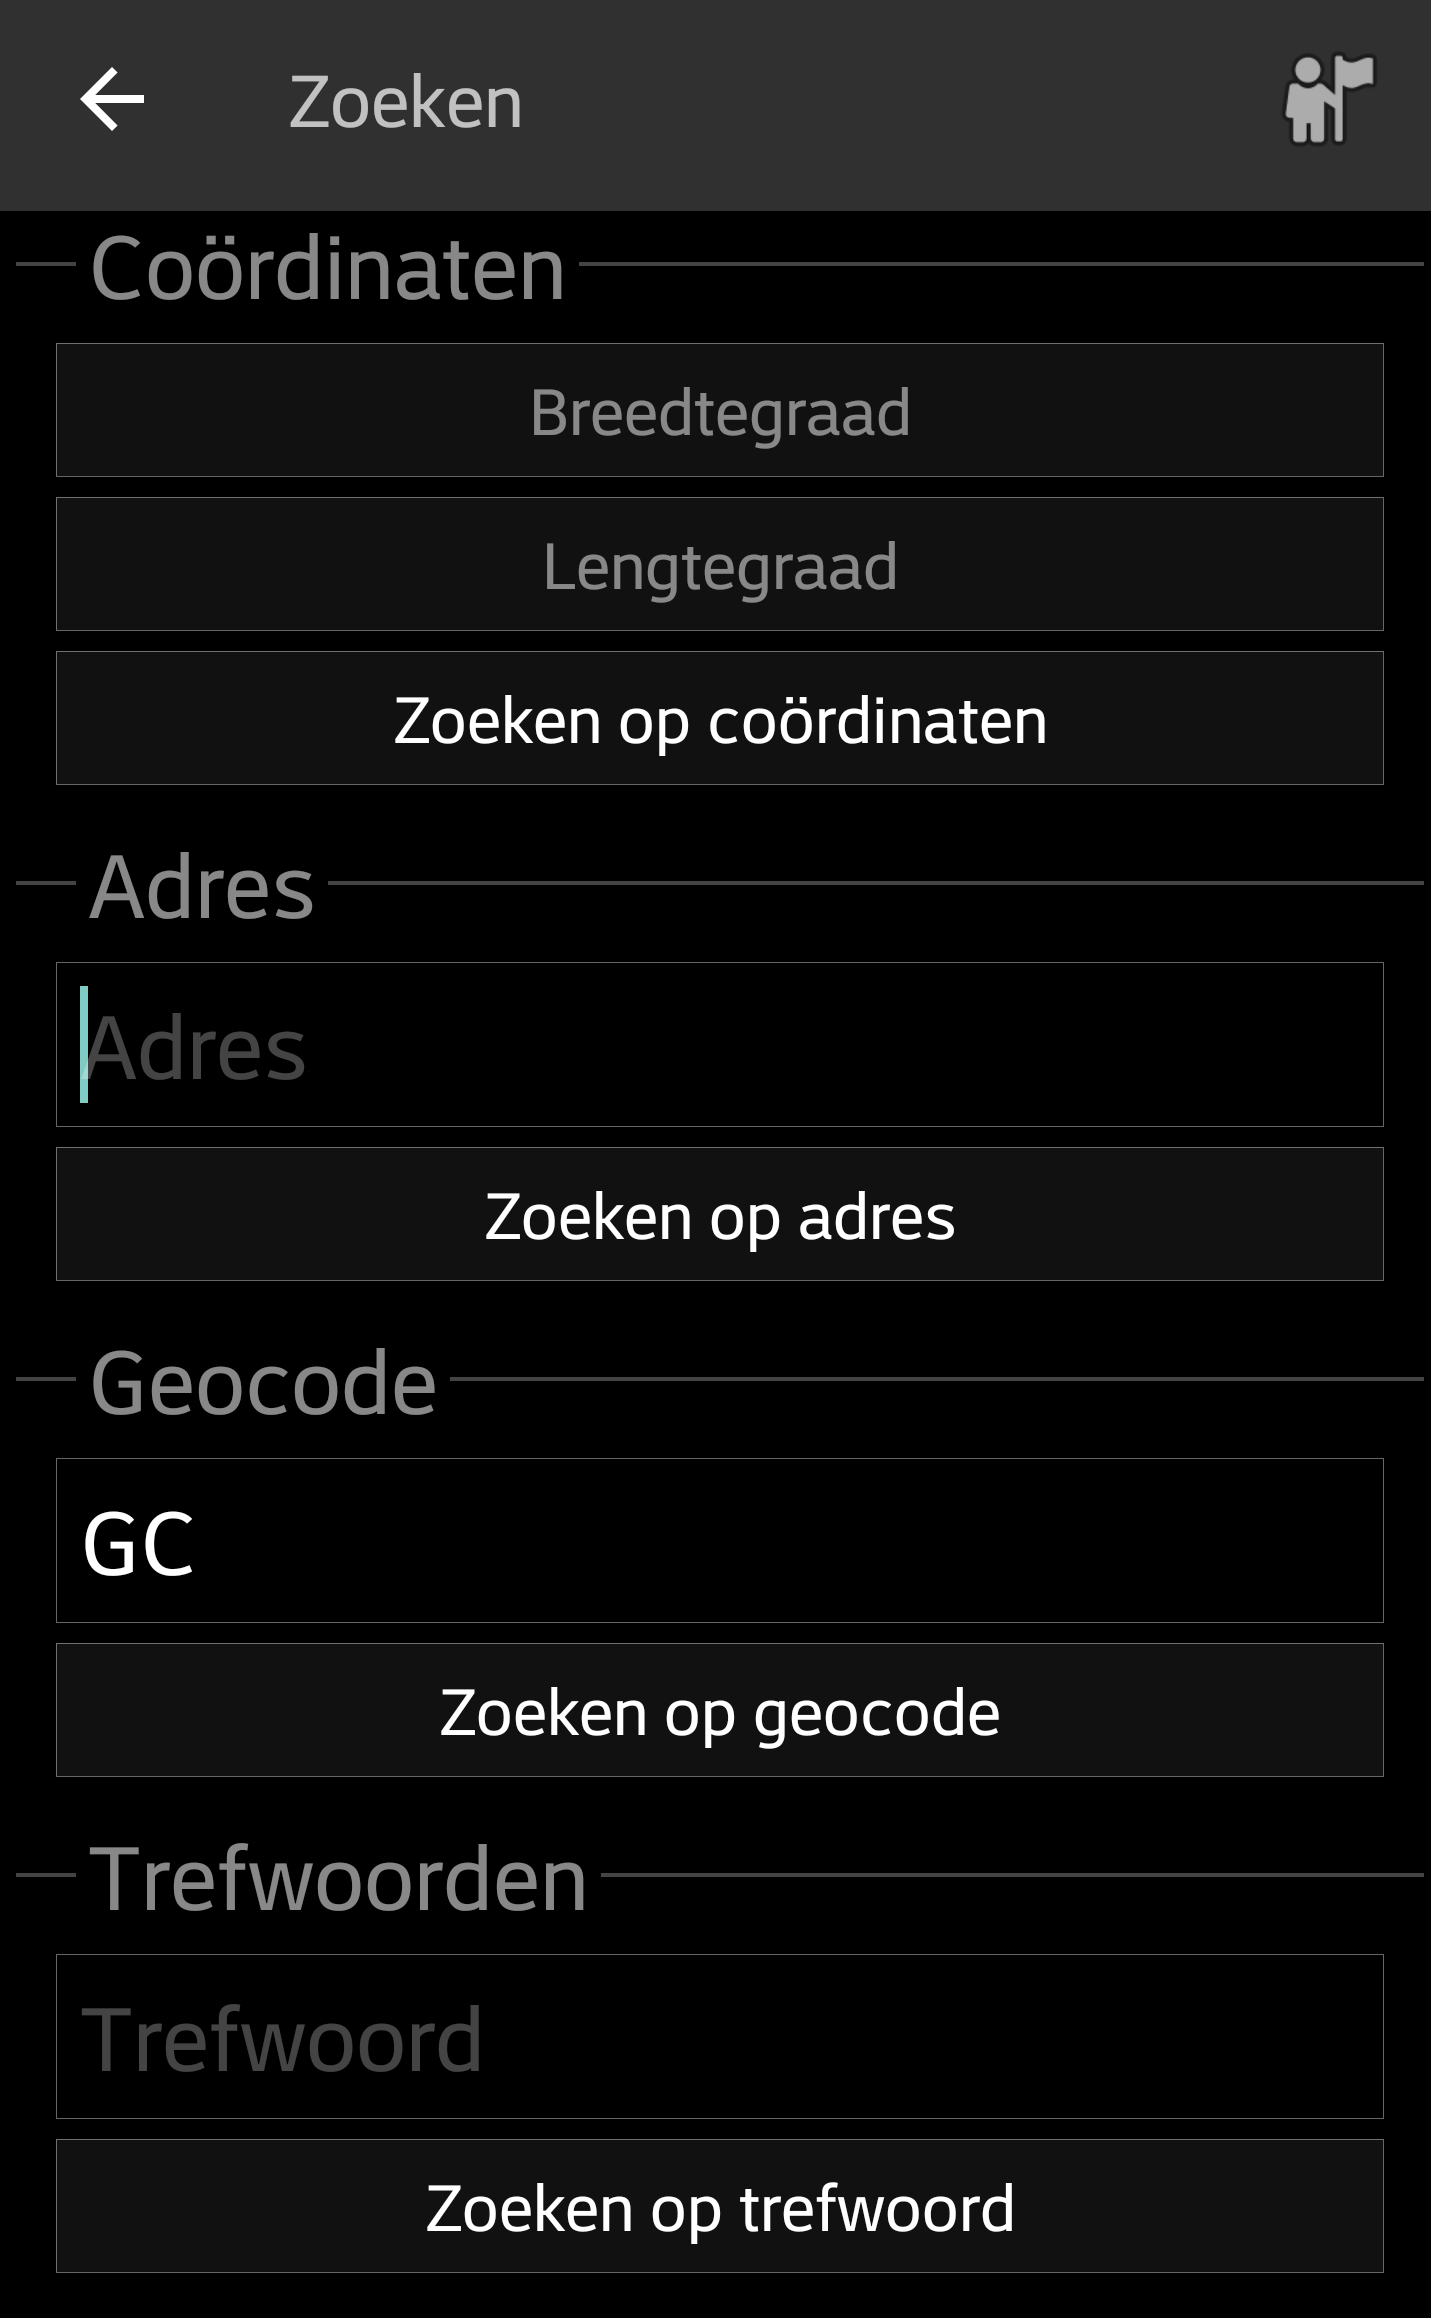 Zoeken
Coördinaten
Breedtegraad
Lengtegraad
Zoeken op coördinaten
Adres
Adres
Zoeken op adres
Geocode
GC
Zoeken op geocode
Trefwoorden
Trefwoord
Zoeken op trefwoord